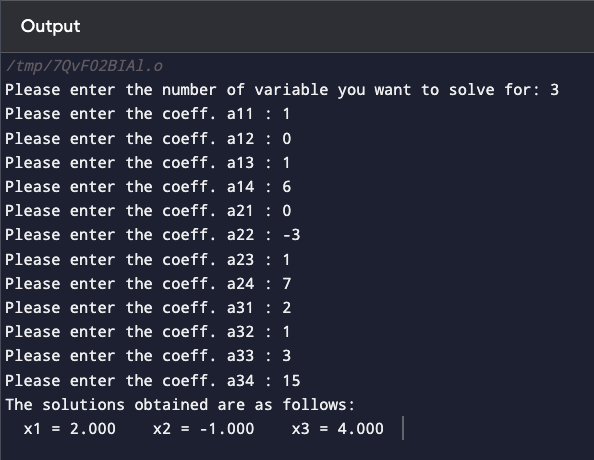 Output
/tmp/7QvF02BIAl.o
Please enter the number of variable you want to solve for: 3
Please enter the coeff. a11 : 1
Please enter the coeff. a12 : 0
Please enter the coeff. a13 : 1
Please enter the coeff. a14 : 6
Please enter the coeff. a21 : 0
Please enter the coeff. a22 : -3
Please enter the coeff. a23 : 1
Please enter the coeff. a24 : 7
Please enter the coeff. a31 : 2
Please enter the coeff. a32 : 1
Please enter the coeff. a33 : 3
Please enter the coeff. a34 : 15
The solutions obtained are as follows:
x1 = 2.000    x2 = -1.000    x3 = 4.000